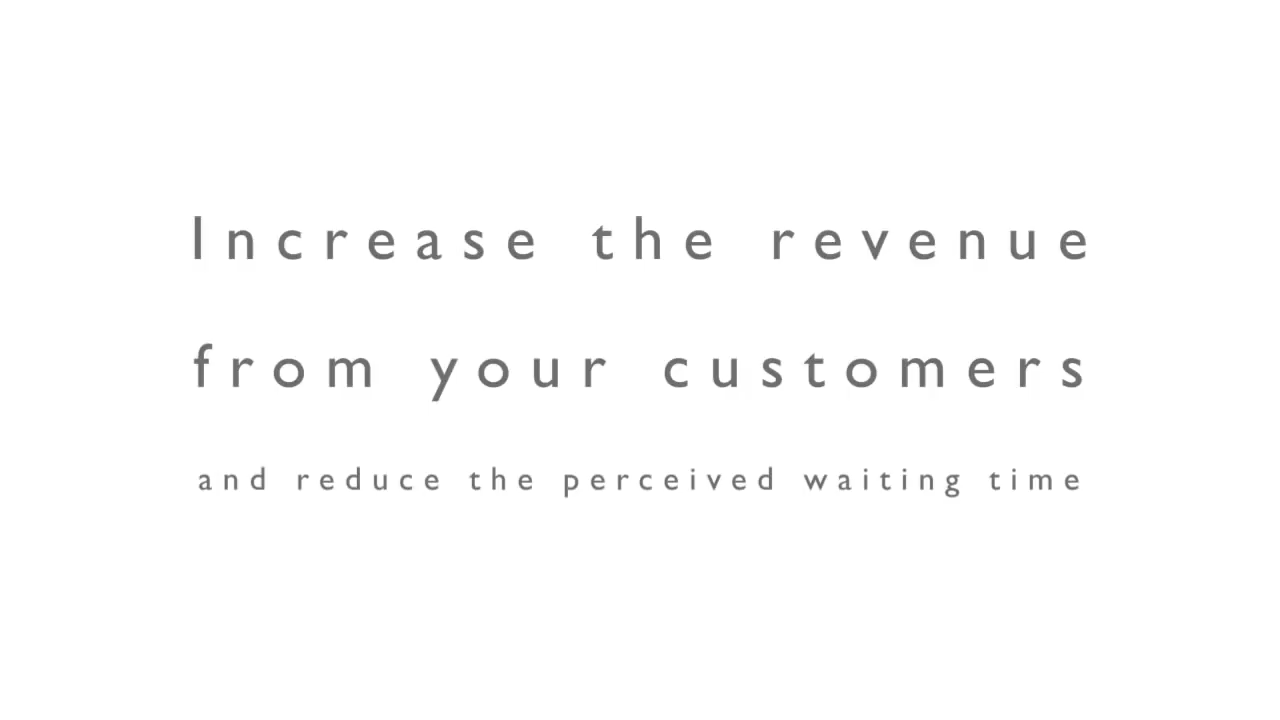 Increase the revenue
from your customers
and reduce the perceived waiting time